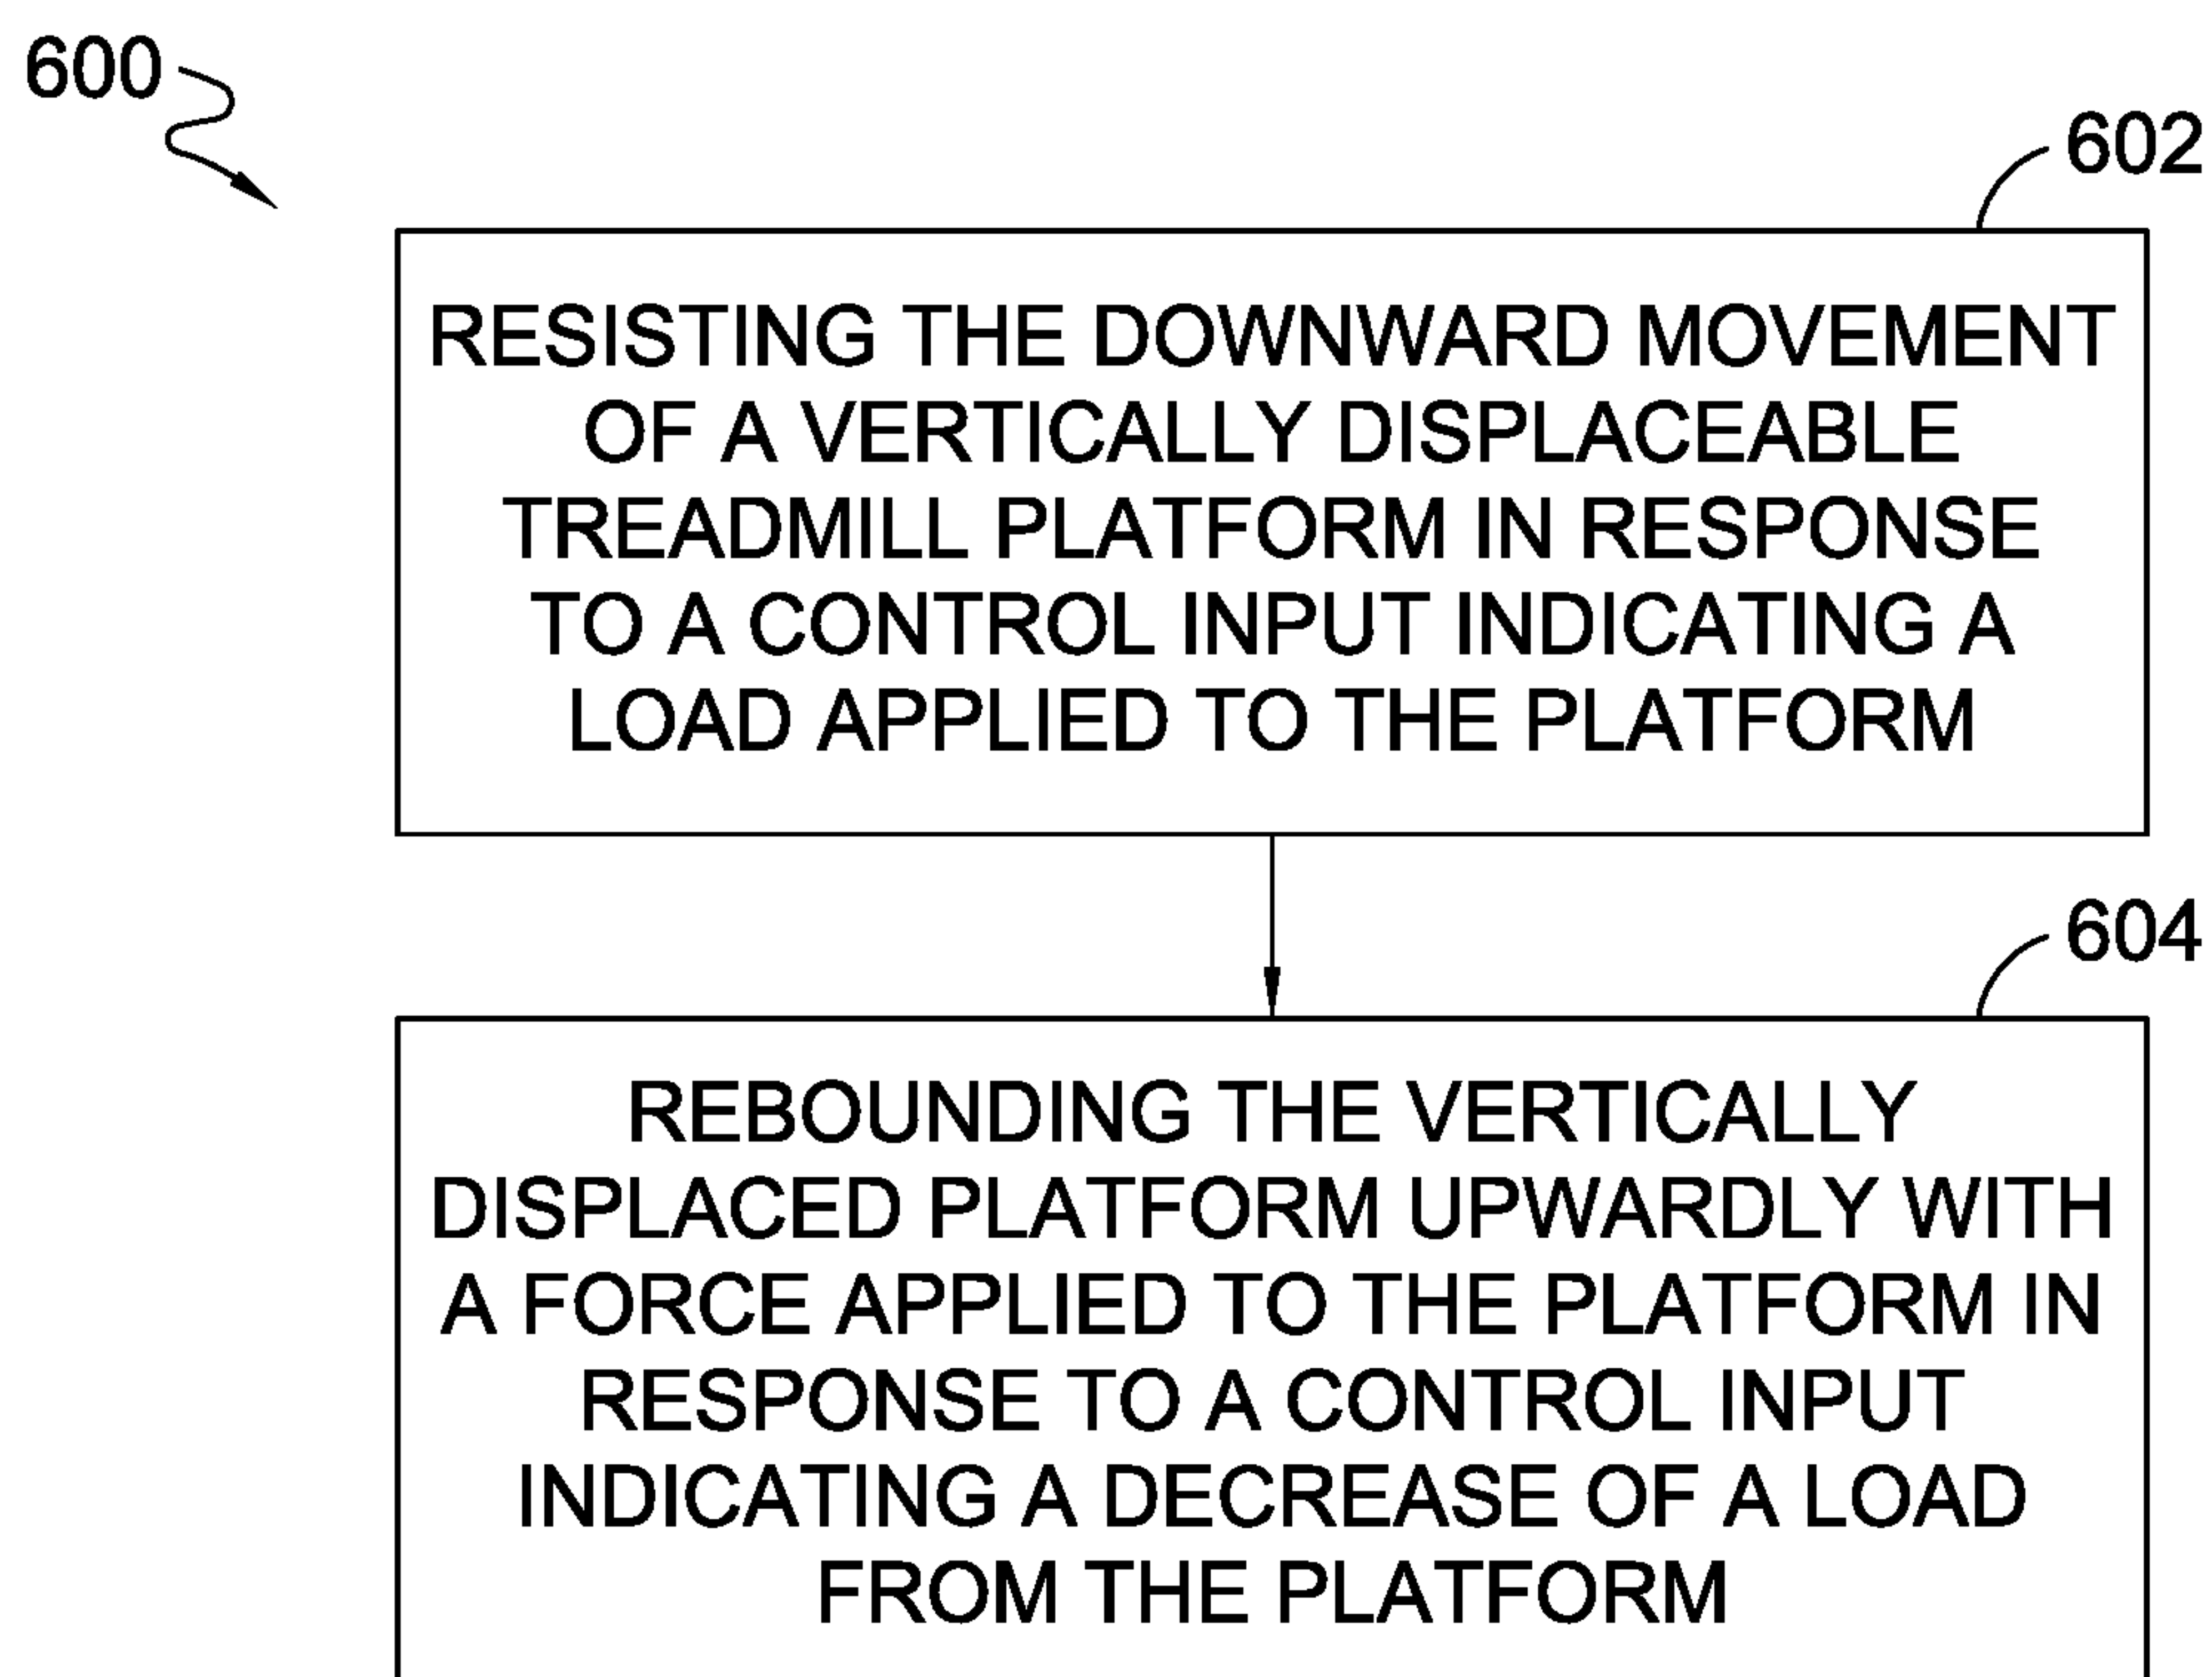 600
602
RESISTING THE DOWNWARD MOVEMENT
OF A VERTICALLY DISPLACEABLE
TREADMILL PLATFORM IN RESPONSE
TO A CONTROL INPUT INDICATING A
LOAD APPLIED TO THE PLATFORM
604
REBOUNDING THE VERTICALLY
DISPLACED PLATFORM UPWARDLY WITH
A FORCE APPLIED TO THE PLATFORM IN
RESPONSE TO A CONTROL INPUT
INDICATING A DECREASE OF A LOAD
FROM THE PLATFORM